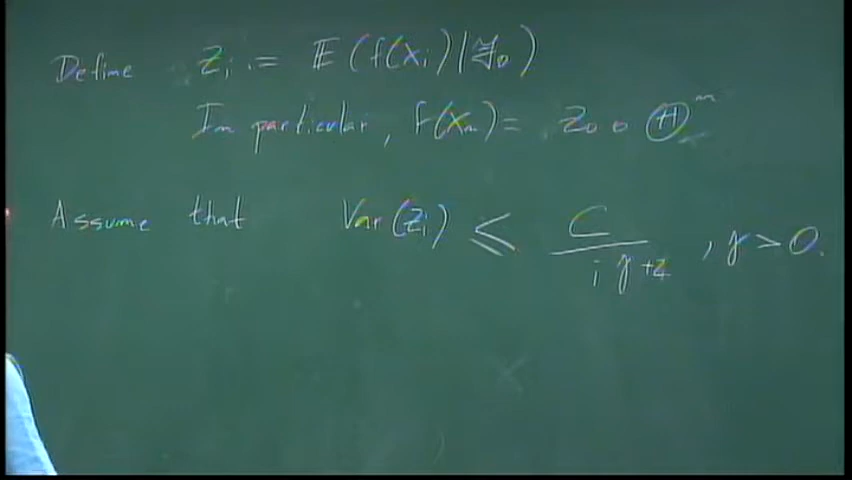 Define Z_i := E(f(X_i)|F_0)
In particular, f(X_m) = Z_0 ∘ Ⓗ^m
Assume that Var(Z_i) ≤ C / i^{γ+2}, γ > 0.